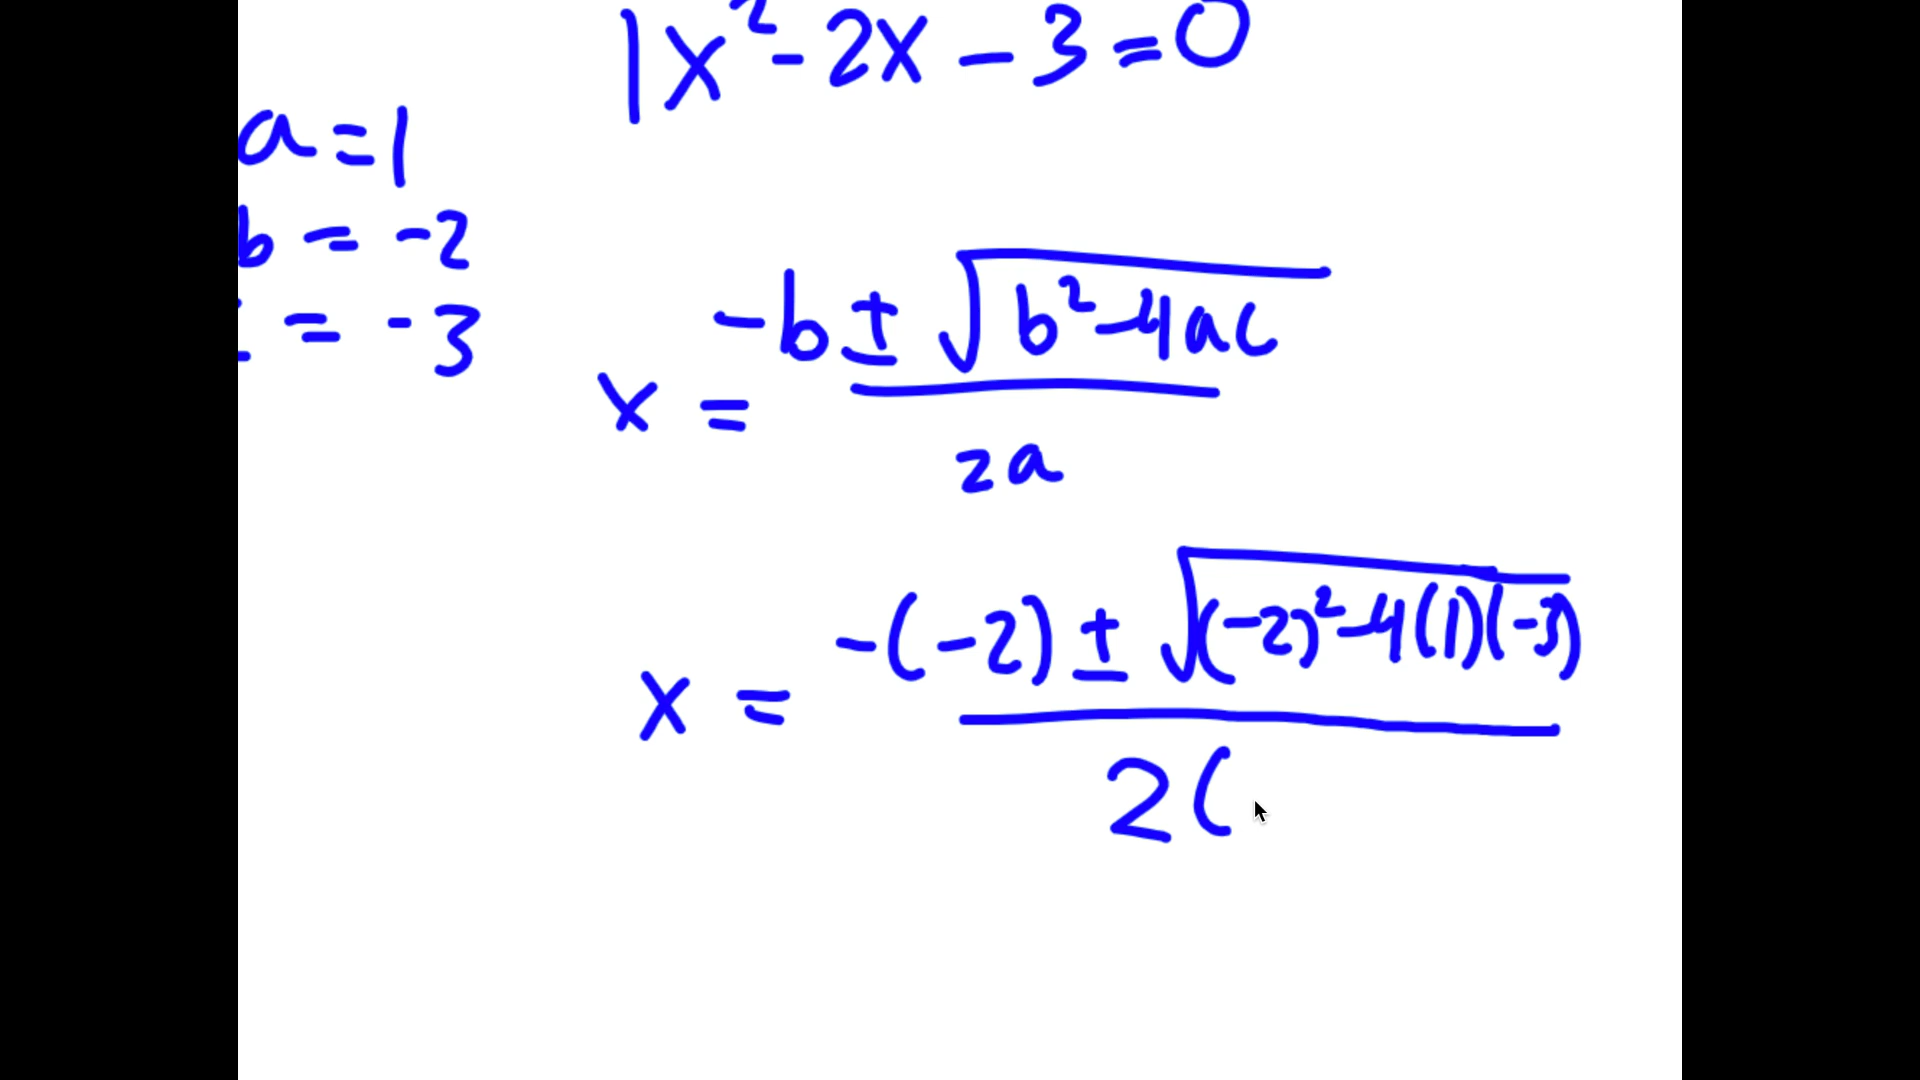 1x²-2x-3=0
a=1
b=-2
=-3
-b±√b²-4ac
x=
2a
-(-2)±√(-2)²-4(1)(-3)
x=
2(